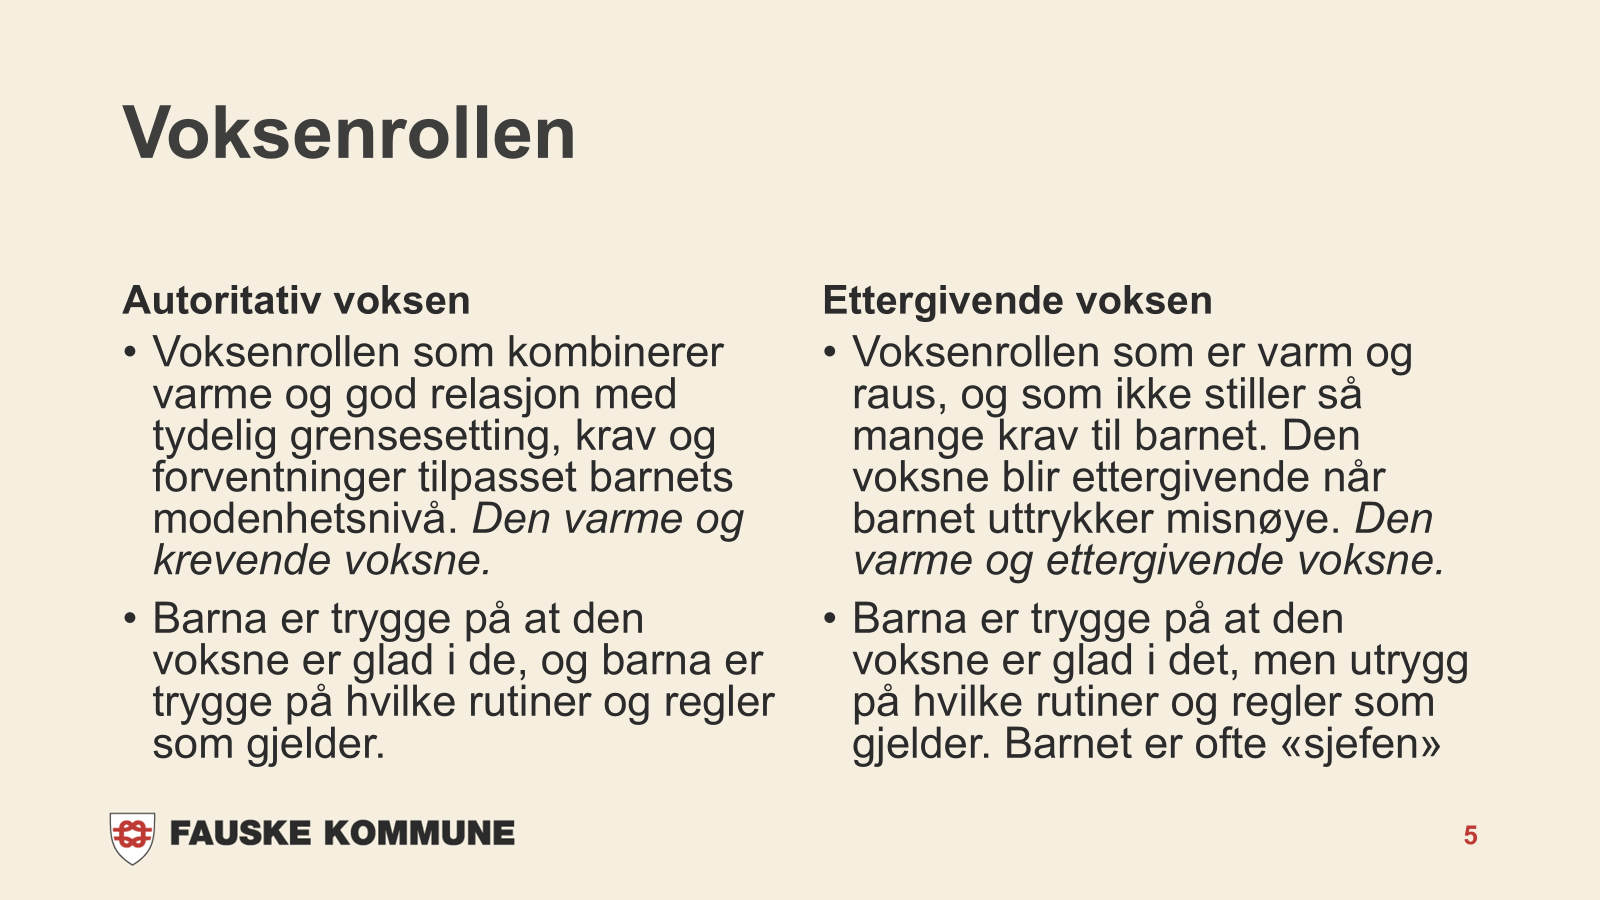 Voksenrollen
Autoritativ voksen
• Voksenrollen som kombinerer
varme og god relasjon med
tydelig grensesetting, krav og
forventninger tilpasset barnets
modenhetsnivå. Den varme og
krevende voksne.
• Barna er trygge på at den
voksne er glad i de, og barna er
trygge på hvilke rutiner og regler
som gjelder.
Ettergivende voksen
• Voksenrollen som er varm og
raus, og som ikke stiller så
mange krav til barnet. Den
voksne blir ettergivende når
barnet uttrykker misnøye. Den
varme og ettergivende voksne.
• Barna er trygge på at den
voksne er glad i det, men utrygg
på hvilke rutiner og regler som
gjelder. Barnet er ofte «sjefen»
FAUSKE KOMMUNE
5